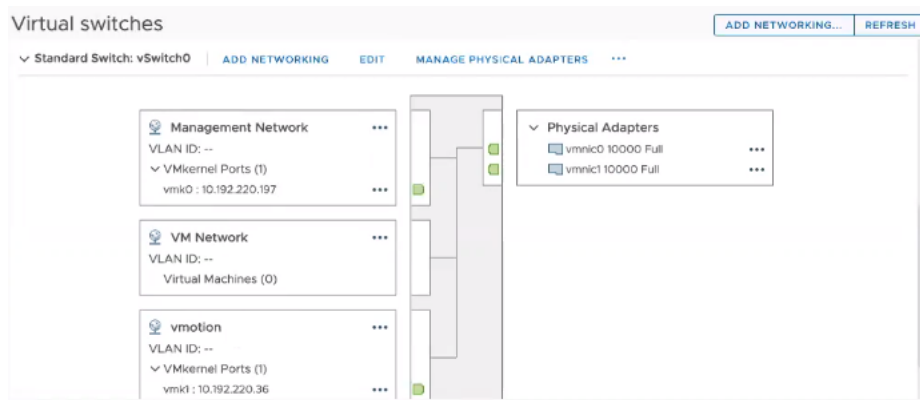 Virtual switches
ADD NETWORKING...
REFRESH
Standard Switch: vSwitch0
ADD NETWORKING
EDIT
MANAGE PHYSICAL ADAPTERS
...
Management Network
...
VLAN ID: --
VMkernel Ports (1)
vmk0 : 10.192.220.197
...
VM Network
...
VLAN ID: --
Virtual Machines (0)
vmotion
...
VLAN ID: --
VMkernel Ports (1)
vmk1 : 10.192.220.36
...
Physical Adapters
vmnic0 10000 Full
...
vmnic1 10000 Full
...